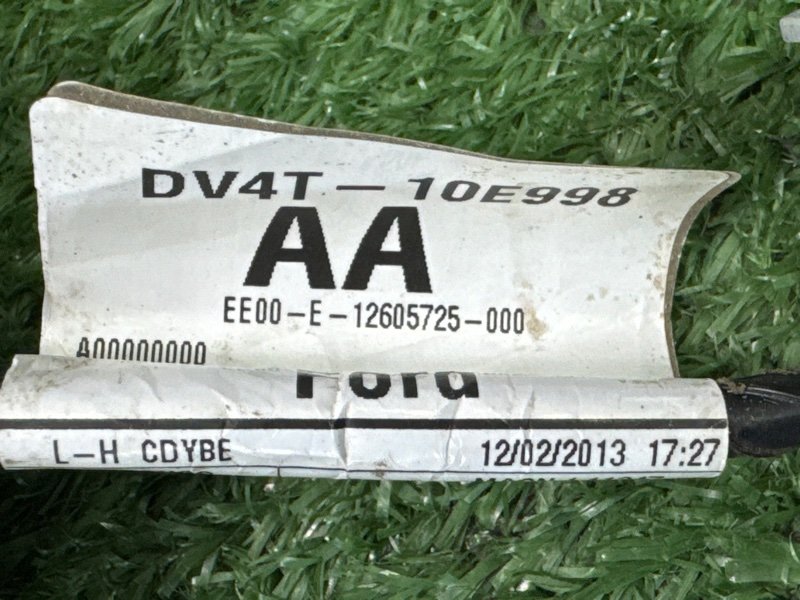 DV4T-10E998
AA
EE00-E-12605725-000
A00000000
Ford
L-H CDYBE 12/02/2013 17:27